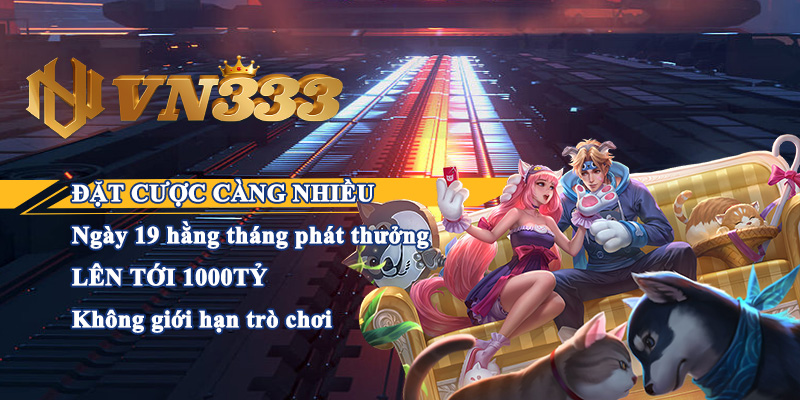 VN333
ĐẶT CƯỢC CÀNG NHIỀU
Ngày 19 hằng tháng phát thưởng
LÊN TỚI 1000TỶ
Không giới hạn trò chơi